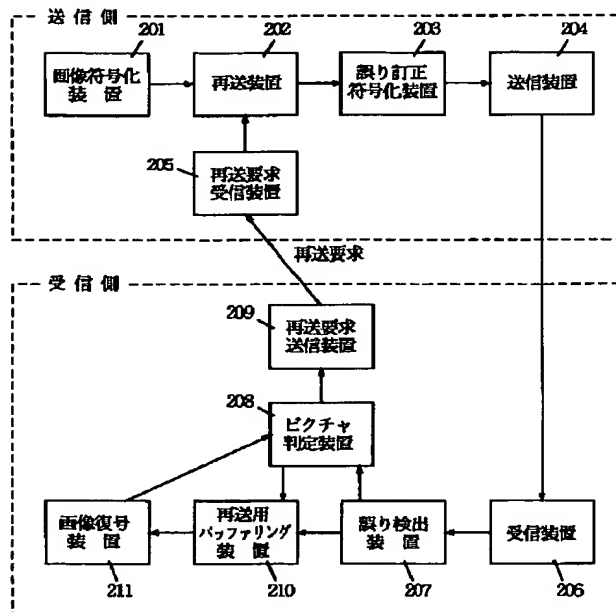 送信側
201
202
203
204
画像符号化
装置
再送装置
誤り訂正
符号化装置
送信装置
205
再送要求
受信装置
再送要求
受信側
209
再送要求
送信装置
208
ピクチャ
判定装置
画像復号
装置
再送用
バッファリング
装置
誤り検出
装置
受信装置
211
210
207
206